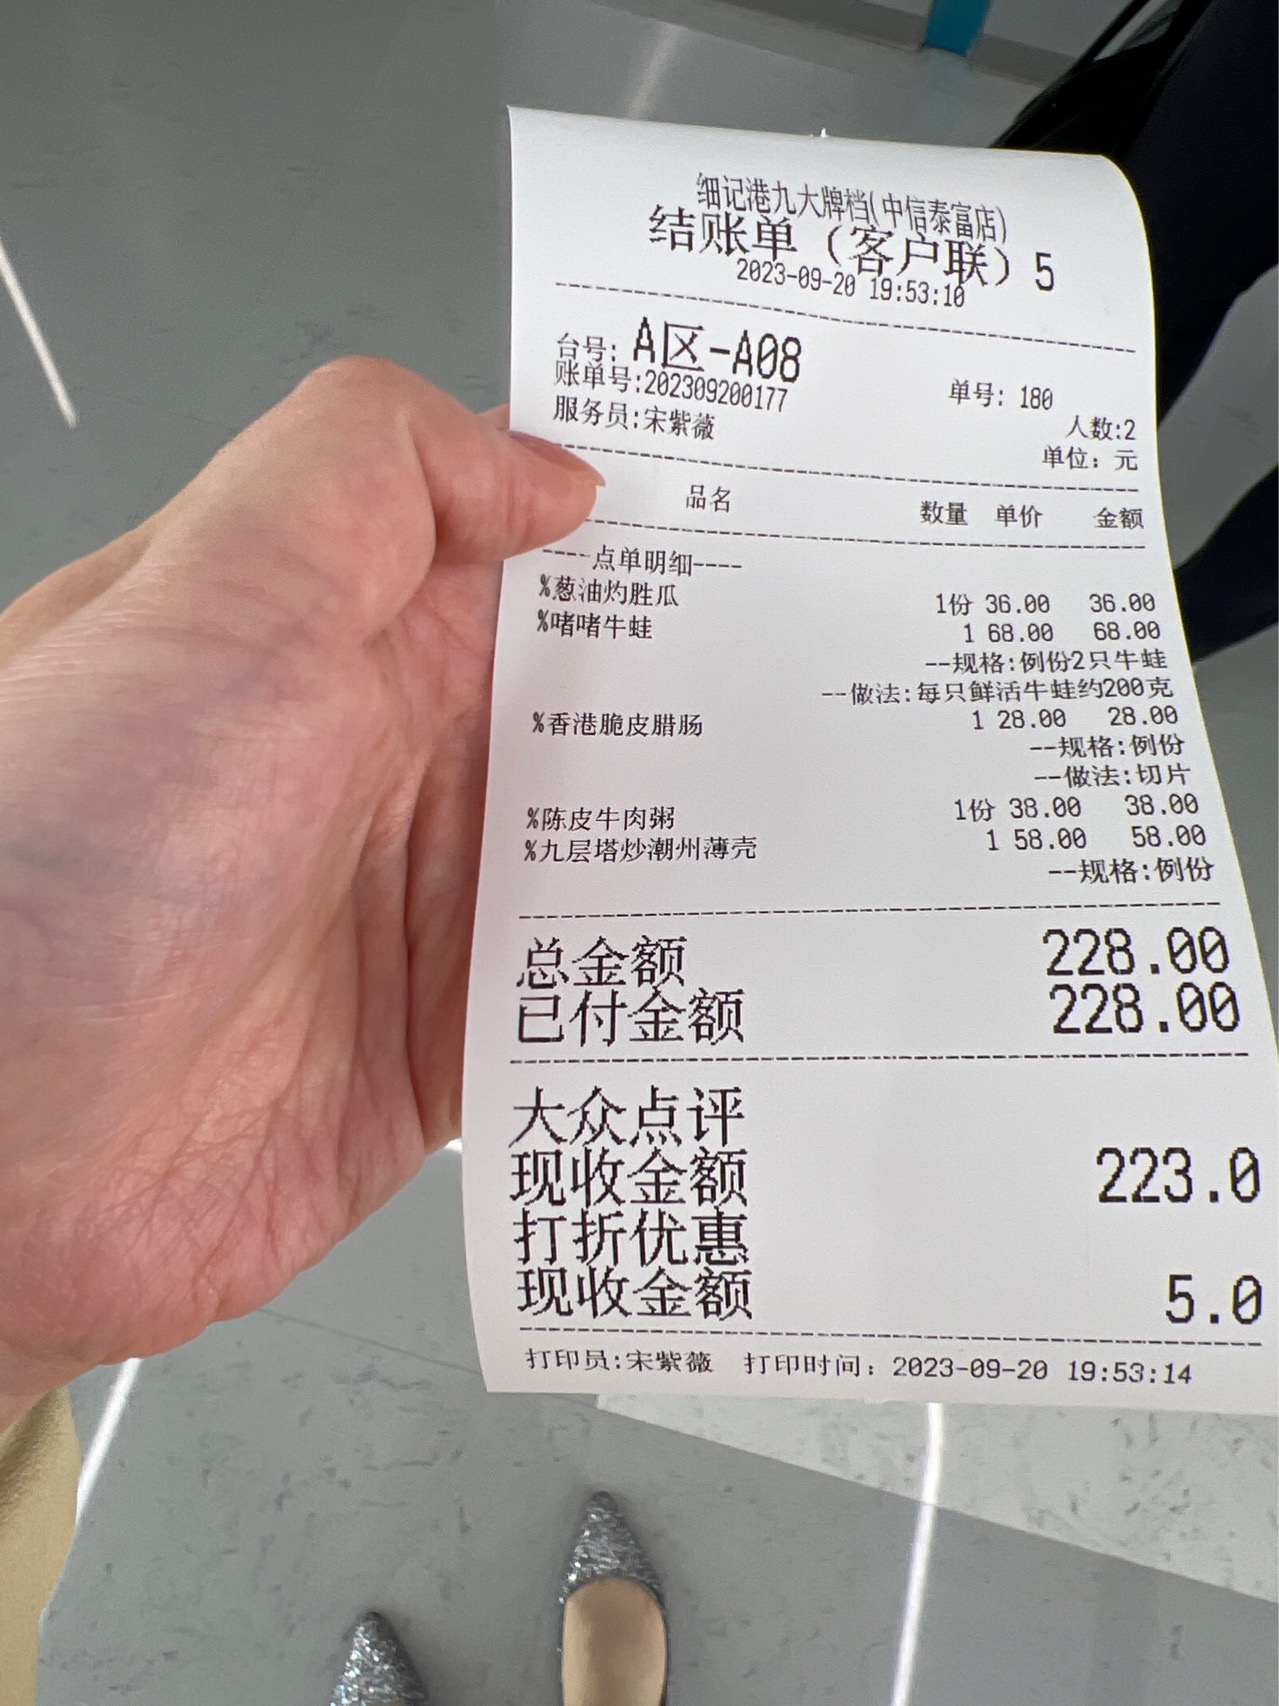 细记港九大牌档(中信泰富店)
结账单（客户联）5
2023-09-20 19:53:10
台号: A区-A08
账单号:202309200177 单号: 180
服务员:宋紫薇 人数:2
单位: 元
品名 数量 单价 金额
----点单明细----
%葱油灼胜瓜 1份 36.00 36.00
%啫啫牛蛙 1 68.00 68.00
--规格:例份2只牛蛙
--做法:每只鲜活牛蛙约200克
%香港脆皮腊肠 1 28.00 28.00
--规格:例份
--做法:切片
%陈皮牛肉粥 1份 38.00 38.00
%九层塔炒潮州薄壳 1 58.00 58.00
--规格:例份
总金额 228.00
已付金额 228.00
大众点评
现收金额 223.0
打折优惠
现收金额 5.0
打印员:宋紫薇 打印时间: 2023-09-20 19:53:14